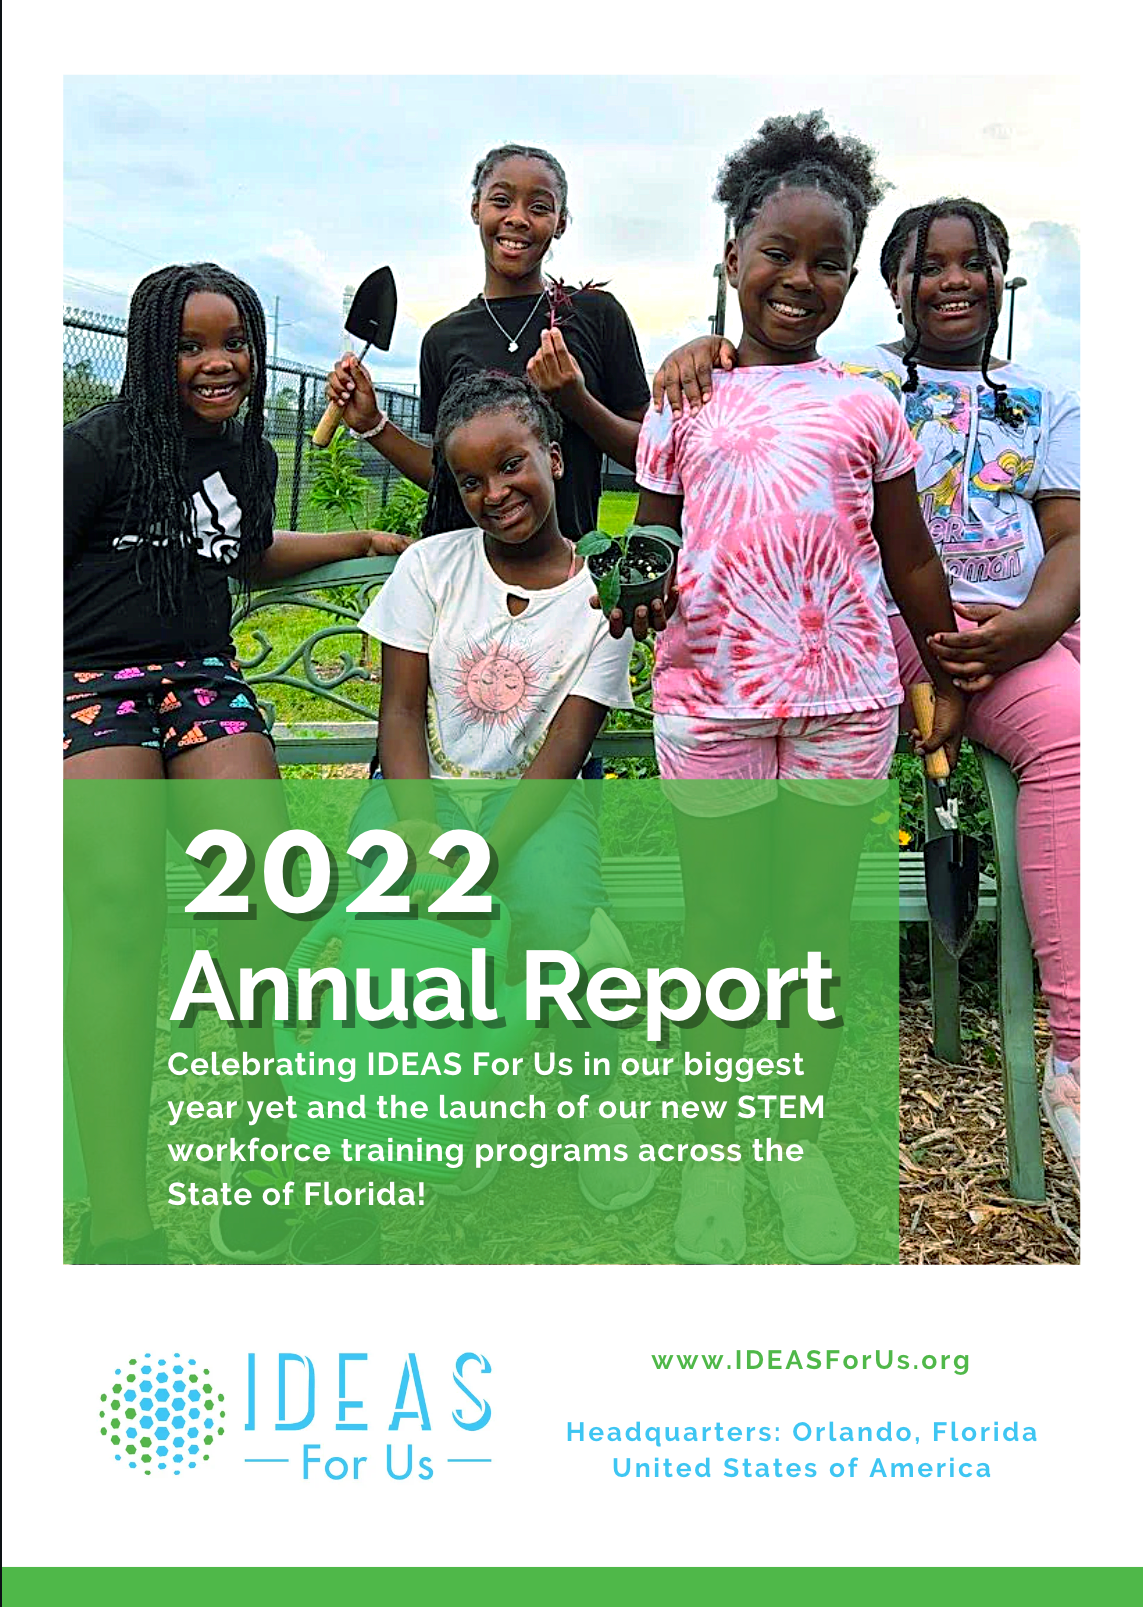 2022
Annual Report
Celebrating IDEAS For Us in our biggest
year yet and the launch of our new STEM
workforce training programs across the
State of Florida!
IDEAS
For Us
www.IDEASForUs.org
Headquarters: Orlando, Florida
United States of America